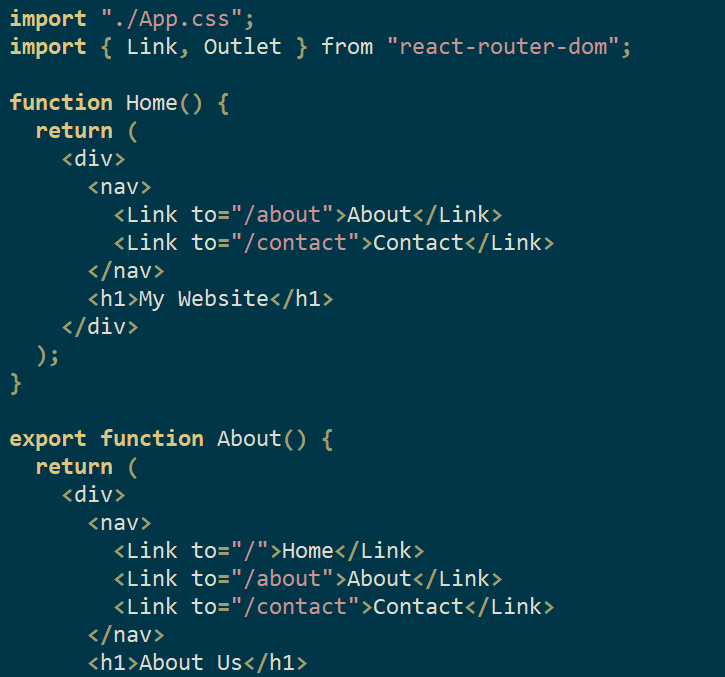 import "./App.css";
import { Link, Outlet } from "react-router-dom";

function Home() {
  return (
    <div>
      <nav>
        <Link to="/about">About</Link>
        <Link to="/contact">Contact</Link>
      </nav>
      <h1>My Website</h1>
    </div>
  );
}

export function About() {
  return (
    <div>
      <nav>
        <Link to="/">Home</Link>
        <Link to="/about">About</Link>
        <Link to="/contact">Contact</Link>
      </nav>
      <h1>About Us</h1>